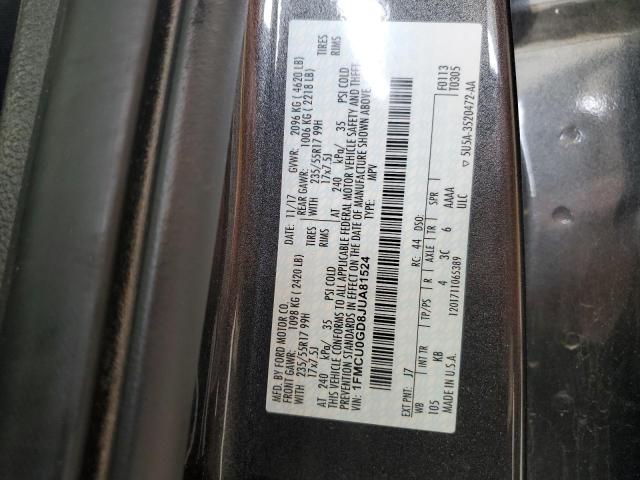 MFD. BY FORD MOTOR CO.
DATE: 11/17 GVWR: 2096 KG ( 4620 LB)
FRONT GAWR: 1098 KG ( 2420 LB) REAR GAWR: 1006 KG ( 2218 LB)
WITH 235/55R17 99H TIRES WITH 235/55R17 99H TIRES
17x7.5J RIMS 17x7.5J RIMS
AT 240 kPa/ 35 PSI COLD AT 240 kPa/ 35 PSI COLD
THIS VEHICLE CONFORMS TO ALL APPLICABLE FEDERAL MOTOR VEHICLE SAFETY AND THEFT
PREVENTION STANDARDS IN EFFECT ON THE DATE OF MANUFACTURE SHOWN ABOVE.
VIN: 1FMCU0GD8JUA81524 TYPE: MPV
EXT PNT: J7 RC: 44 DSO: F0113
WB INT TR TP/PS R AXLE TR SPR T0305
105 KB 4 3C 6 AAAA
MADE IN U.S.A. 120171106S389 UIC ▽ 5U5A-3520472-AA